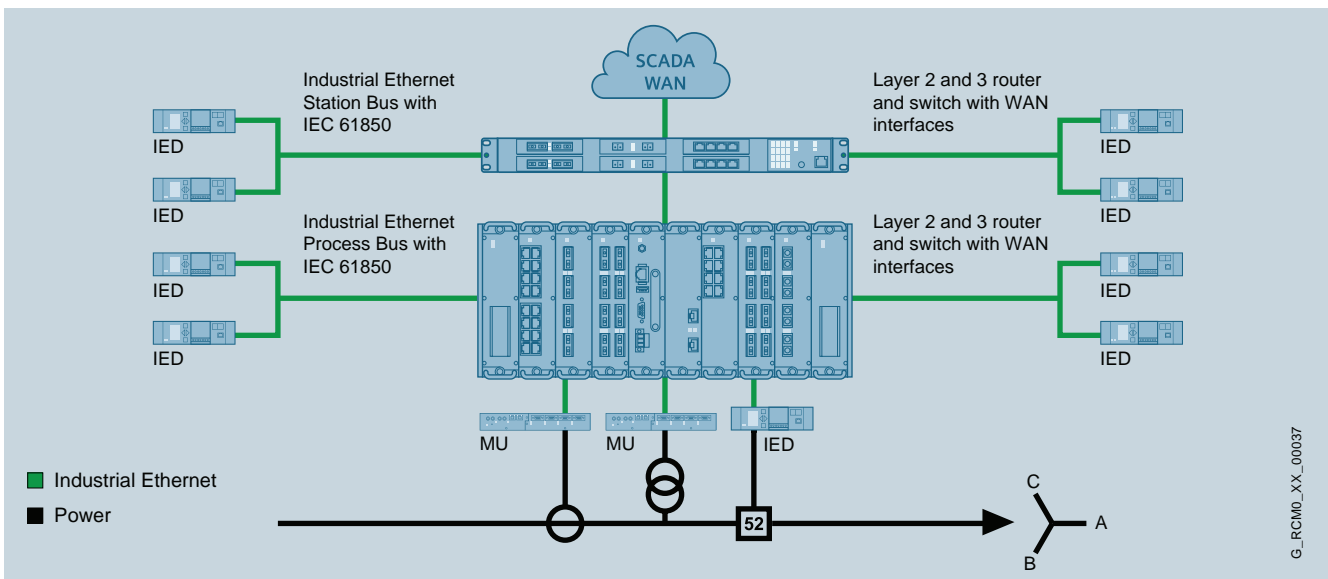 SCADA
WAN
Industrial Ethernet
Station Bus with
IEC 61850
Layer 2 and 3 router
and switch with WAN
interfaces
IED
IED
IED
IED
Industrial Ethernet
Process Bus with
IEC 61850
Layer 2 and 3 router
and switch with WAN
interfaces
IED
IED
IED
IED
MU
MU
IED
Industrial Ethernet
Power
52
C
A
B
G_RCM0_XX_00037